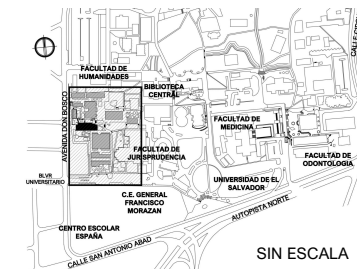 FACULTAD DE
HUMANIDADES
BIBLIOTECA
CENTRAL
AVENIDA DON BOSCO
FACULTAD DE
MEDICINA
FACULTAD DE
JURISPRUDENCIA
FACULTAD DE
ODONTOLOGIA
BLVR
UNIVERSITARIO
UNIVERSIDAD DE EL
SALVADOR
C.E. GENERAL
FRANCISCO
MORAZAN
AUTOPISTA NORTE
CENTRO ESCOLAR
ESPAÑA
CALLE SAN ANTONIO ABAD
SIN ESCALA